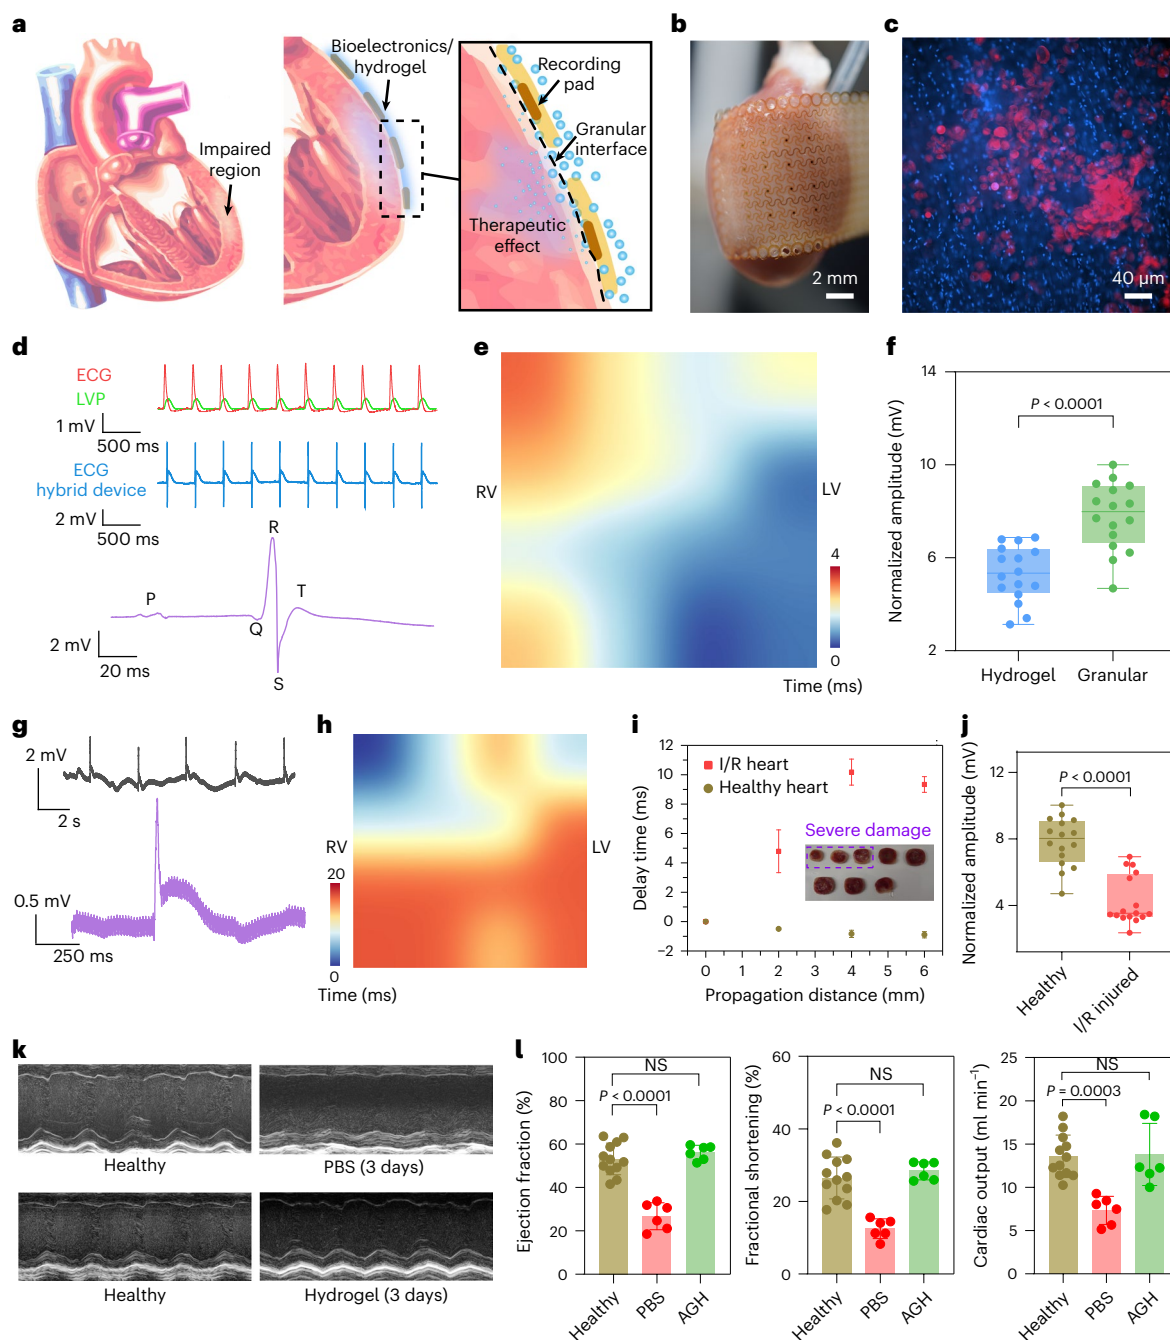 a
Impaired
region
Bioelectronics/
hydrogel
Recording
pad
Granular
interface
Therapeutic
effect
b
2 mm
c
40 µm
d
ECG
LVP
1 mV
500 ms
ECG
hybrid device
2 mV
500 ms
R
P
T
Q
S
2 mV
20 ms
e
RV
LV
4
0
Time (ms)
f
Normalized amplitude (mV)
14
10
6
2
P < 0.0001
Hydrogel
Granular
g
2 mV
2 s
0.5 mV
250 ms
h
RV
LV
20
0
Time (ms)
i
Delay time (ms)
12
11
10
8
6
4
2
0
−2
I/R heart
Healthy heart
Severe damage
0 1 2 3 4 5 6
Propagation distance (mm)
j
Normalized amplitude (mV)
12
8
4
P < 0.0001
Healthy
I/R injured
k
Healthy
PBS (3 days)
Healthy
Hydrogel (3 days)
l
Ejection fraction (%)
100
80
60
40
20
0
NS
P < 0.0001
Healthy
PBS
AGH
Fractional shortening (%)
60
40
20
0
NS
P < 0.0001
Healthy
PBS
AGH
Cardiac output (ml min⁻¹)
25
20
15
10
5
0
NS
P = 0.0003
Healthy
PBS
AGH